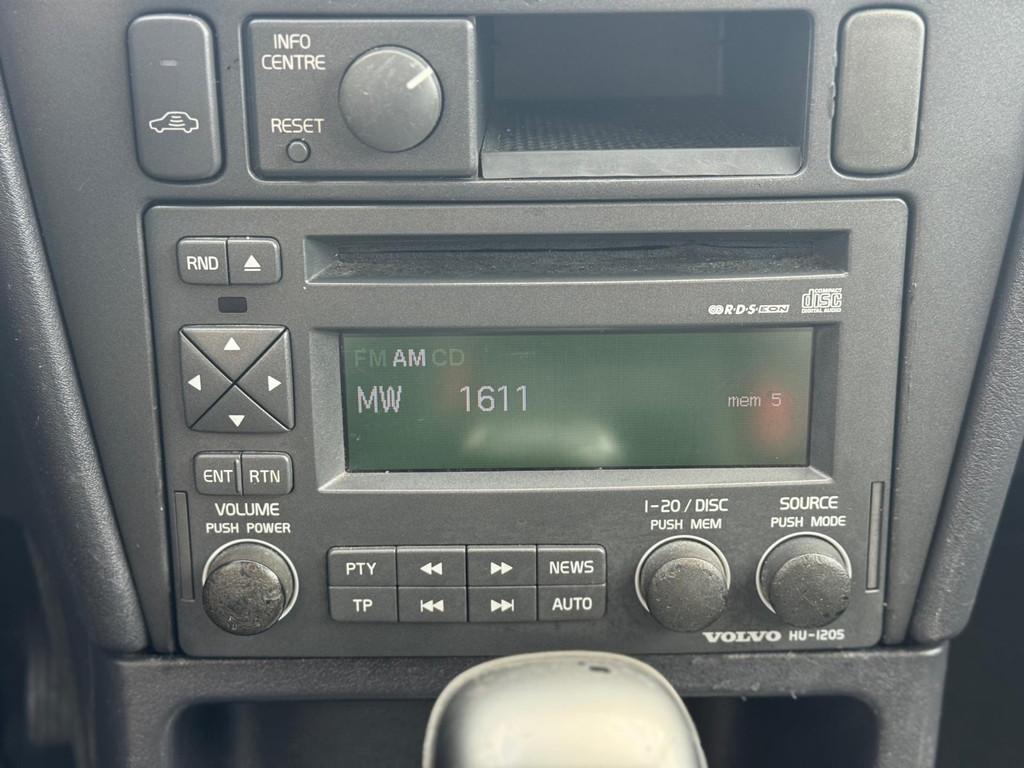 INFO
CENTRE
RESET
RND
R·D·S·EON
COMPACT
disc
DIGITAL AUDIO
FM AM CD
MW 1611 mem 5
ENT RTN
VOLUME
PUSH POWER
1-20 / DISC
PUSH MEM
SOURCE
PUSH MODE
PTY
NEWS
TP
AUTO
VOLVO HU-1205